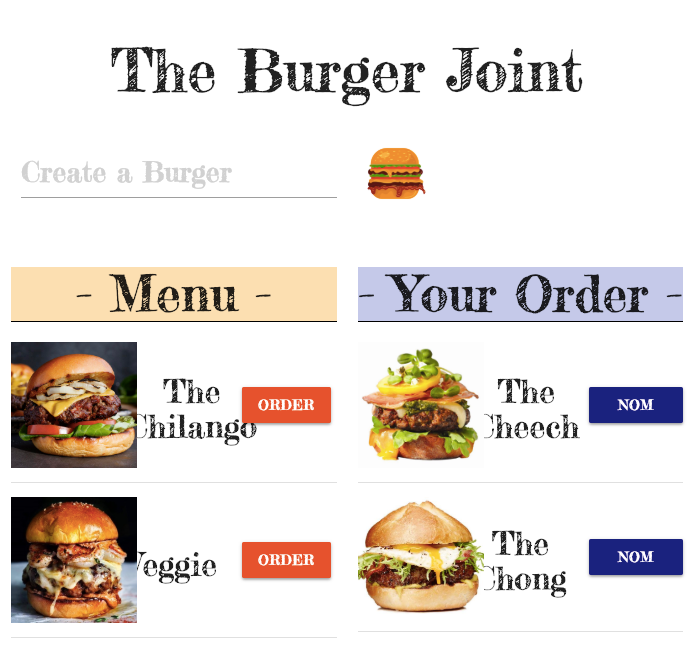 The Burger Joint
Create a Burger
- Menu -
The
Chilango
ORDER
Veggie
ORDER
- Your Order -
The
Cheech
NOM
The
Chong
NOM